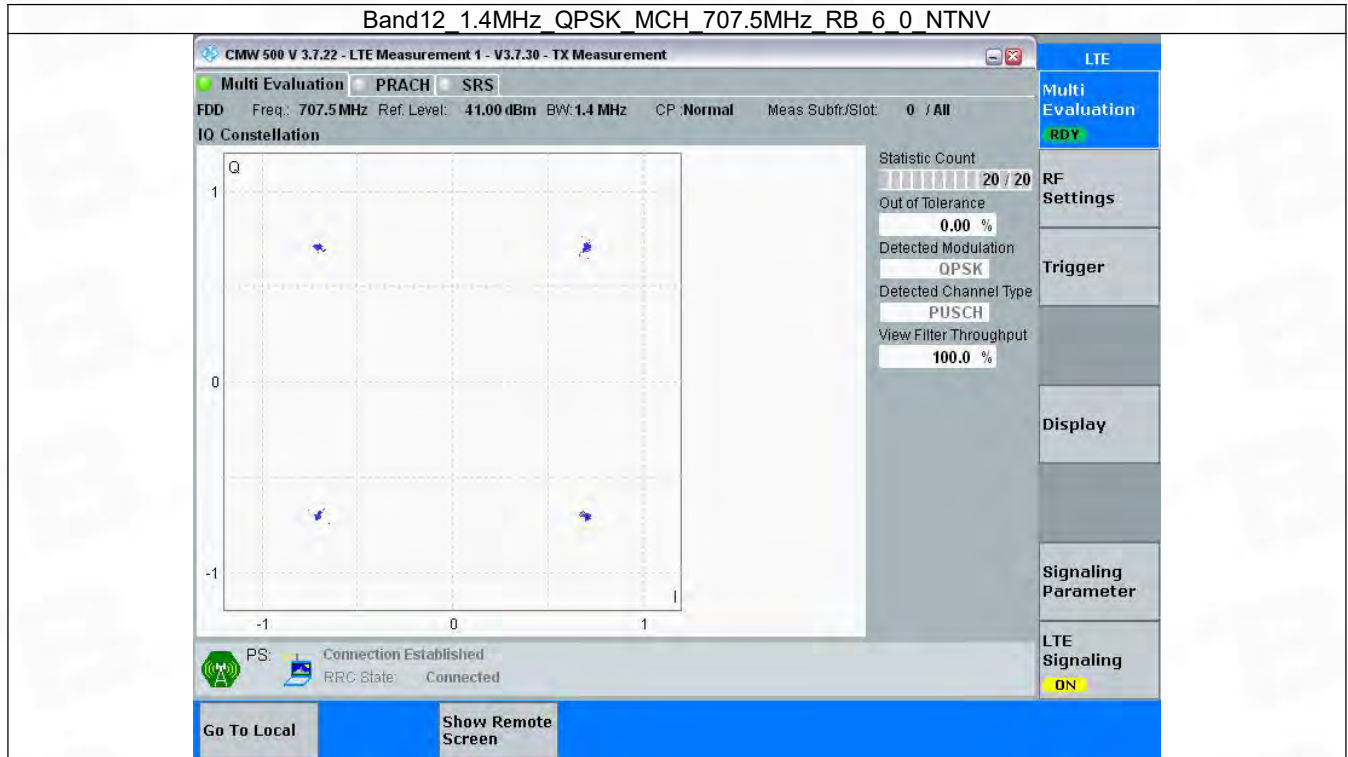 Band12_1.4MHz_QPSK_MCH_707.5MHz_RB_6_0_NTNV
CMW 500 V 3.7.22 - LTE Measurement 1 - V3.7.30 - TX Measurement
LTE
Multi Evaluation PRACH SRS
FDD Freq.: 707.5 MHz Ref. Level: 41.00 dBm BW: 1.4 MHz CP :Normal Meas Subfr./Slot: 0 / All
IQ Constellation
Q
1
0
-1
-1 0 1
I
Statistic Count
20 / 20
Out of Tolerance
0.00 %
Detected Modulation
QPSK
Detected Channel Type
PUSCH
View Filter Throughput
100.0 %
Multi
Evaluation
RDY
RF
Settings
Trigger
Display
Signaling
Parameter
LTE
Signaling
ON
PS: Connection Established
RRC State: Connected
Go To Local
Show Remote
Screen